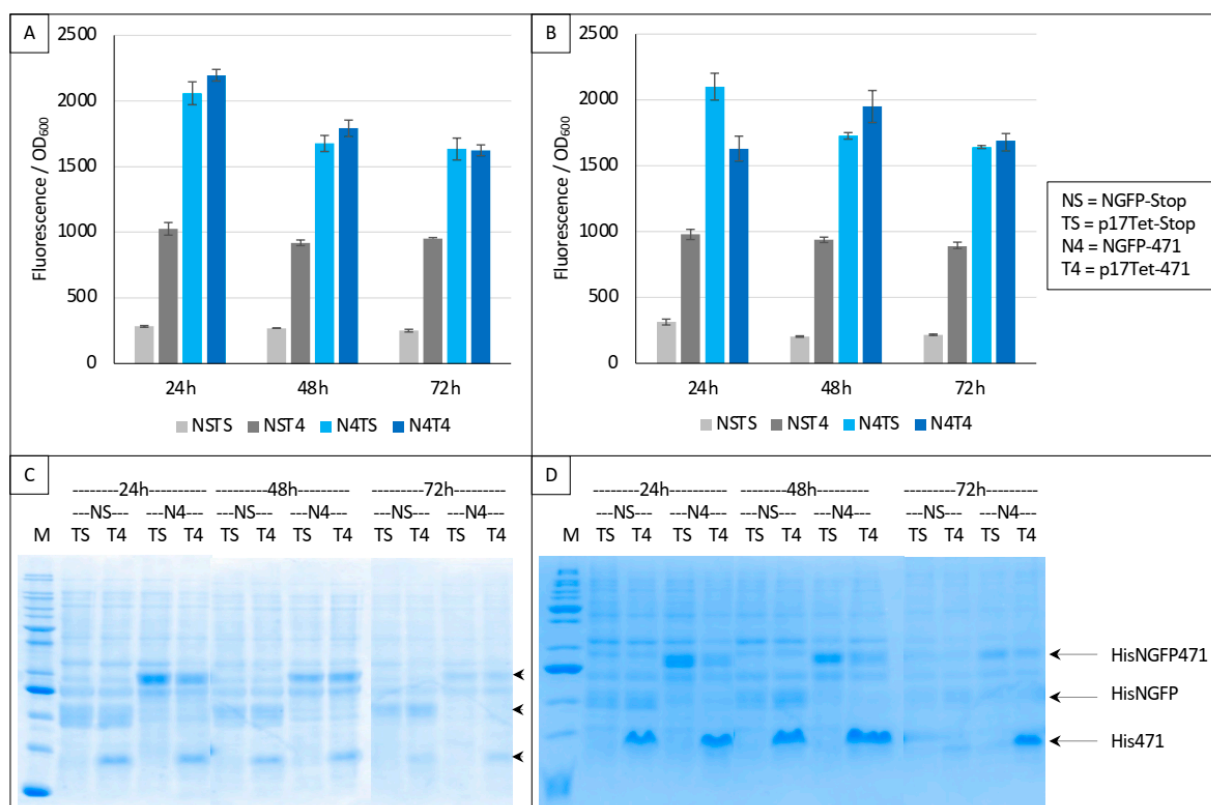 A
Fluorescence / OD600
2500
2000
1500
1000
500
0
24h
48h
72h
NSTS NST4 N4TS N4T4
B
Fluorescence / OD600
2500
2000
1500
1000
500
0
24h
48h
72h
NSTS NST4 N4TS N4T4
NS = NGFP-Stop
TS = p17Tet-Stop
N4 = NGFP-471
T4 = p17Tet-471
C
---------24h---------- ---------48h---------- ---------72h----------
---NS--- ---N4---- ---NS--- ---N4---- ---NS--- ---N4----
M TS T4 TS T4 TS T4 TS T4 TS T4 TS T4
D
---------24h---------- ---------48h---------- ---------72h----------
---NS--- ---N4---- ---NS--- ---N4---- ---NS--- ---N4----
M TS T4 TS T4 TS T4 TS T4 TS T4 TS T4
HisNGFP471
HisNGFP
His471